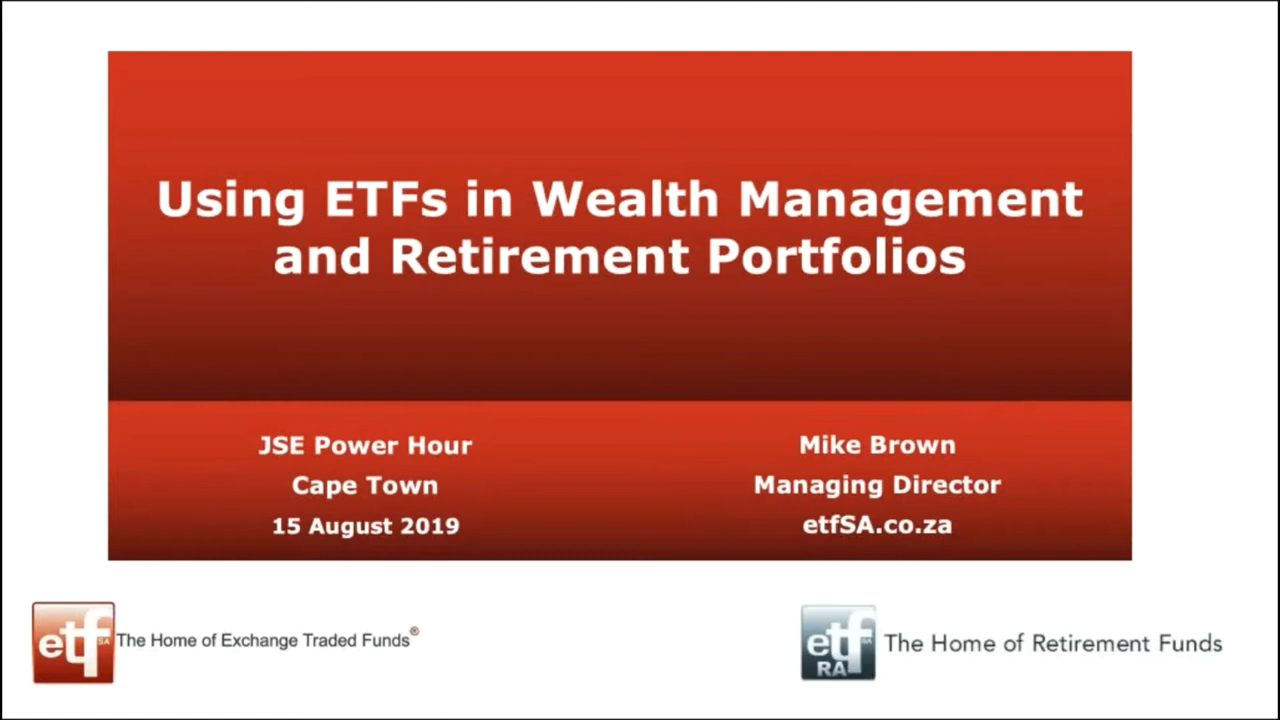 Using ETFs in Wealth Management
and Retirement Portfolios
JSE Power Hour
Cape Town
15 August 2019
Mike Brown
Managing Director
etfSA.co.za
etf SA The Home of Exchange Traded Funds®
etf SA RA The Home of Retirement Funds